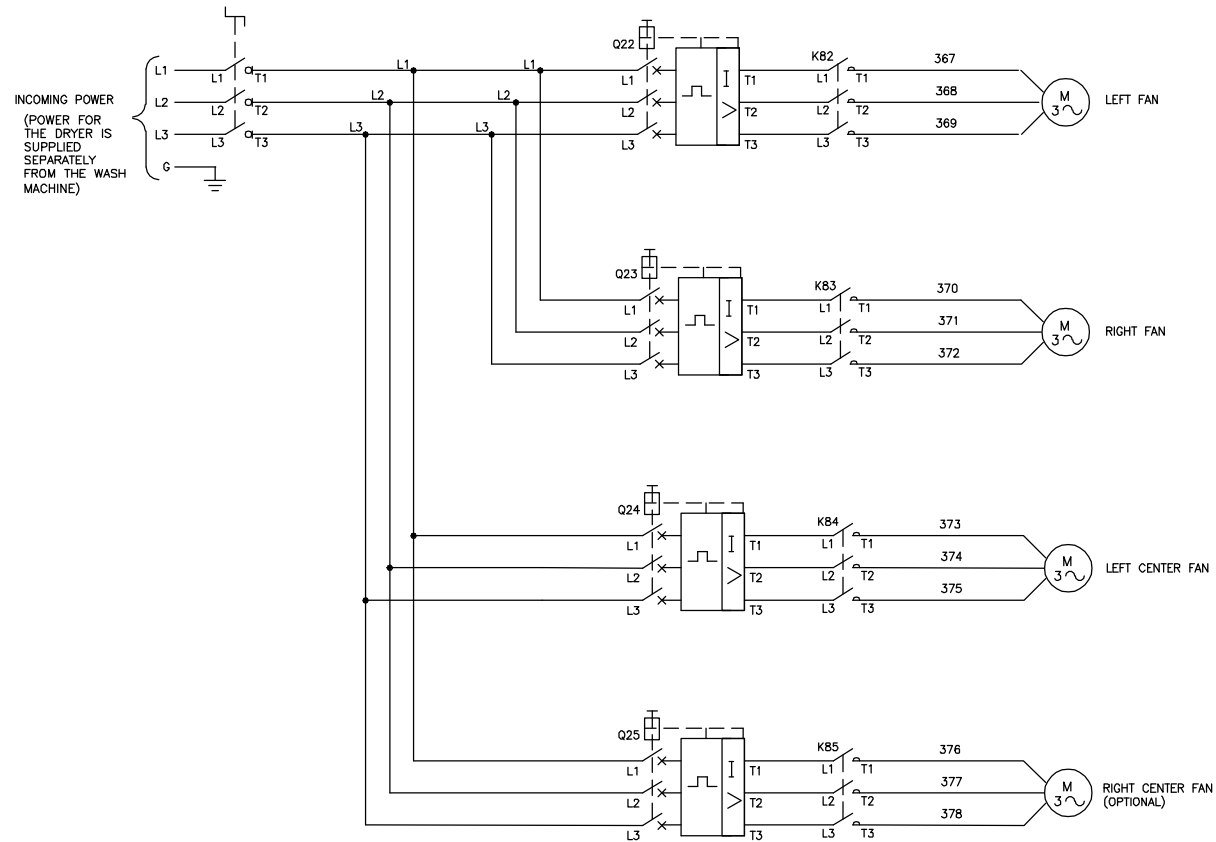 INCOMING POWER
(POWER FOR
THE DRYER IS
SUPPLIED
SEPARATELY
FROM THE WASH
MACHINE)
L1
L2
L3
G
L1 T1
L2 T2
L3 T3
L1
L2
L3
L1
L2
L3
Q22
L1
L2
L3
I
>
T1
T2
T3
K82
L1 T1
L2 T2
L3 T3
367
368
369
M
3
LEFT FAN
Q23
L1
L2
L3
I
>
T1
T2
T3
K83
L1 T1
L2 T2
L3 T3
370
371
372
M
3
RIGHT FAN
Q24
L1
L2
L3
I
>
T1
T2
T3
K84
L1 T1
L2 T2
L3 T3
373
374
375
M
3
LEFT CENTER FAN
Q25
L1
L2
L3
I
>
T1
T2
T3
K85
L1 T1
L2 T2
L3 T3
376
377
378
M
3
RIGHT CENTER FAN
(OPTIONAL)